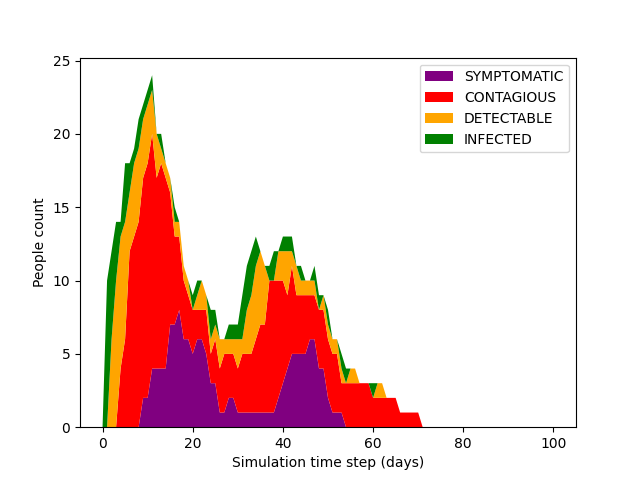 25
20
15
10
5
0
People count
0 20 40 60 80 100
Simulation time step (days)
SYMPTOMATIC
CONTAGIOUS
DETECTABLE
INFECTED